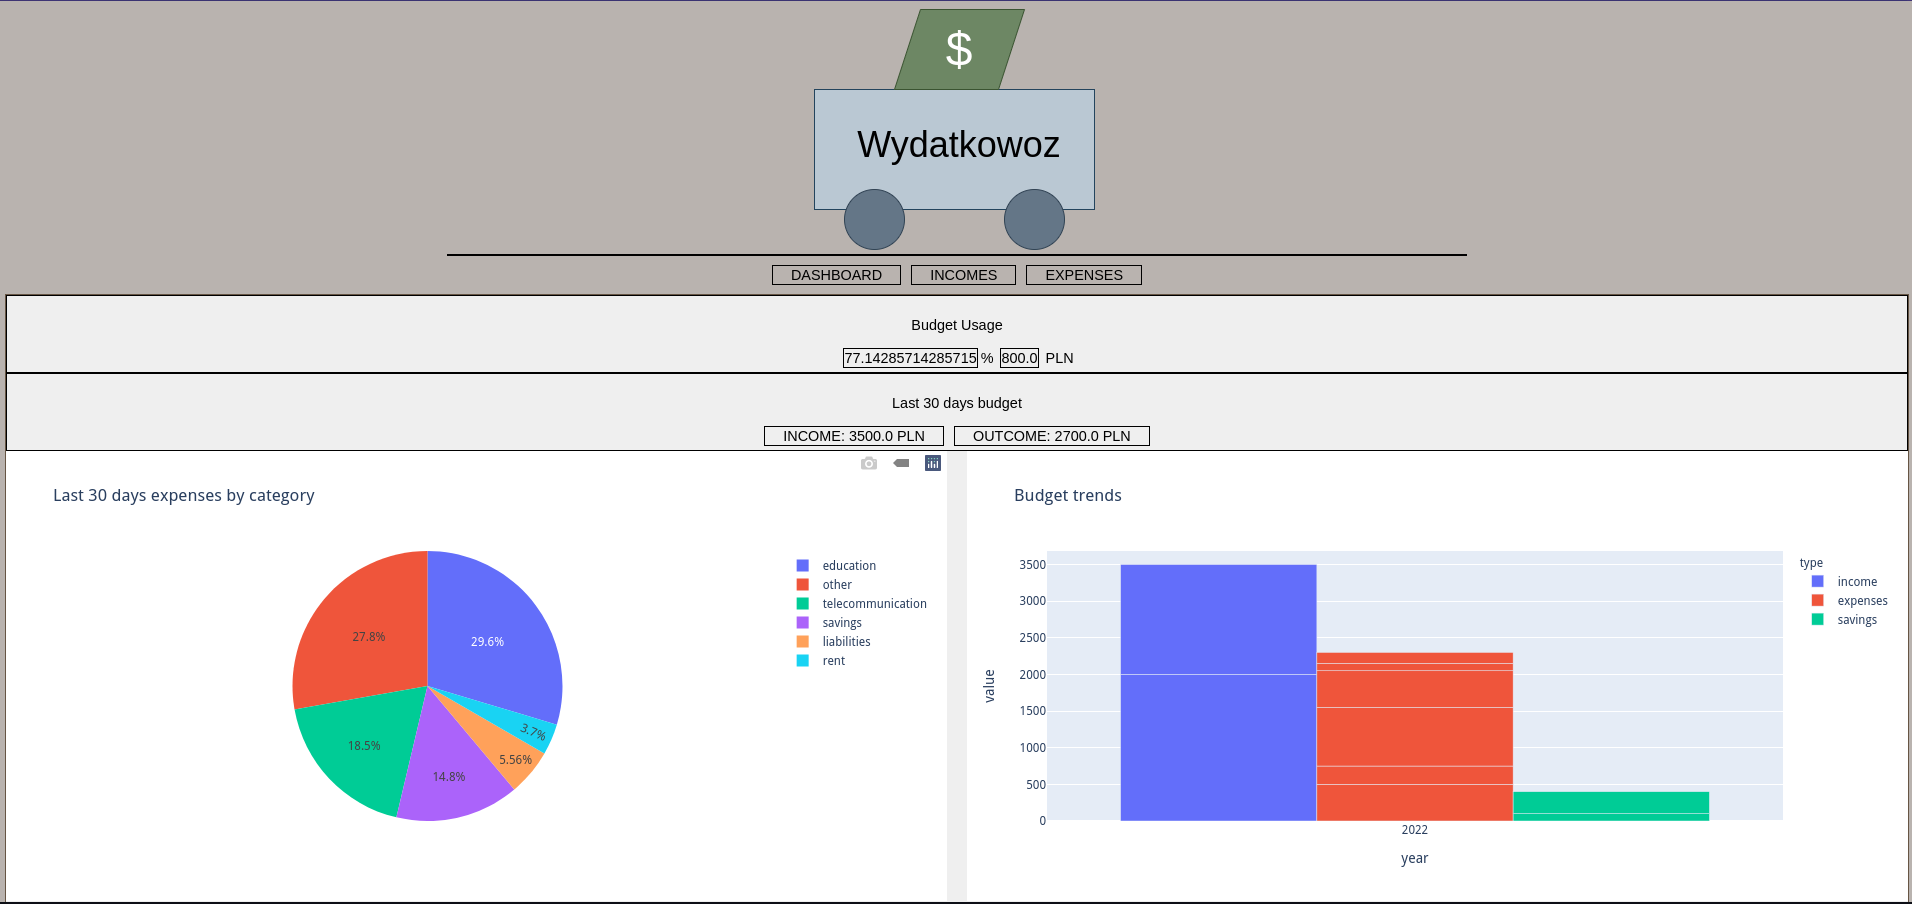 $
Wydatkowoz
DASHBOARD INCOMES EXPENSES
Budget Usage
77.14285714285715 % 800.0 PLN
Last 30 days budget
INCOME: 3500.0 PLN OUTCOME: 2700.0 PLN
Last 30 days expenses by category
29.6%
27.8%
18.5%
14.8%
5.56%
3.7%
education
other
telecommunication
savings
liabilities
rent
Budget trends
3500
3000
2500
2000
1500
1000
500
0
value
2022
year
type
income
expenses
savings